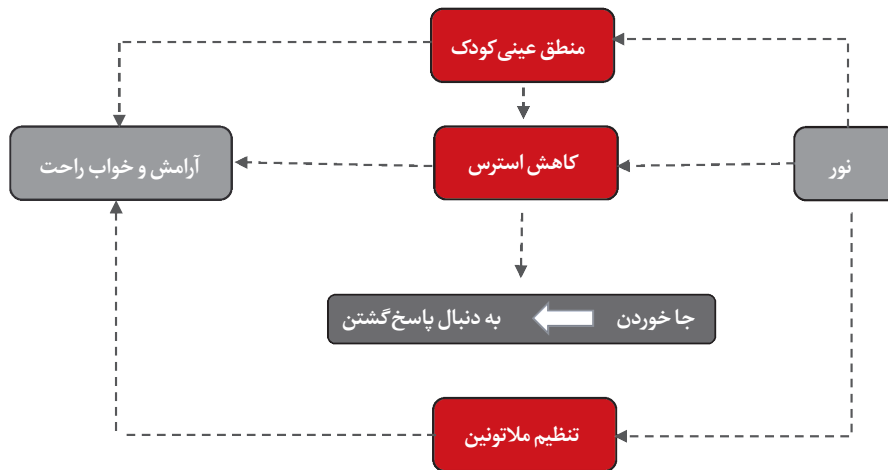 منطق عینی کودک
نور
کاهش استرس
آرامش و خواب راحت
جا خوردن
به دنبال پاسخ گشتن
تنظیم ملاتونین